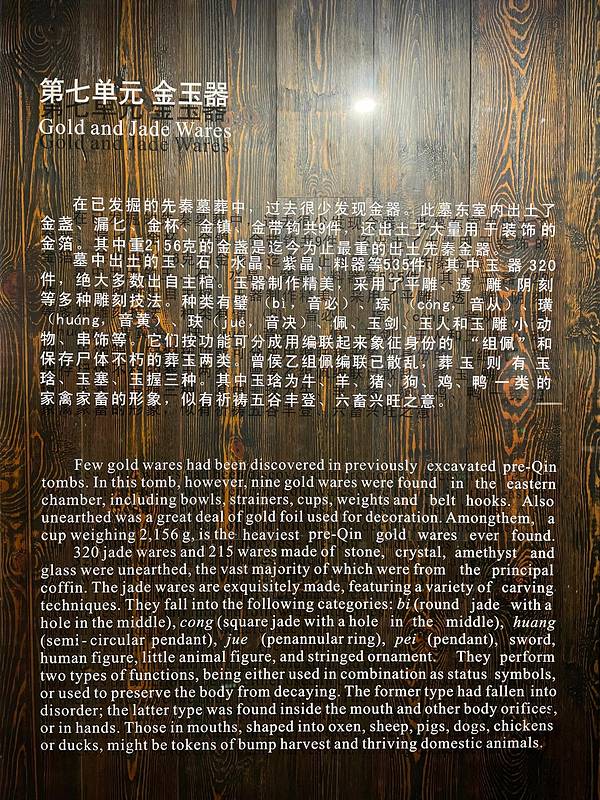 第七单元 金玉器
Gold and Jade Wares
在已发掘的先秦墓葬中，过去很少发现金器。此墓东室内出土了
金盏、漏匕、金杯、金镇、金带钩共9件，还出土了大量用于装饰的
金箔。其中重2156克的金盏是迄今为止最重的出土先秦金器。
墓中出土的玉、石、水晶、紫晶、料器等535件，其中玉器320
件，绝大多数出自主棺。玉器制作精美，采用了平雕、透雕、阴刻
等多种雕刻技法。种类有璧（bì，音必）、琮（cóng，音从）、璜
（huáng，音黄）、玦（jué，音决）、佩、玉剑、玉人和玉雕小动
物、串饰等。它们按功能可分成用编联起来象征身份的“组佩”和
保存尸体不朽的葬玉两类。曾侯乙组佩编联已散乱，葬玉则有玉
琀、玉塞、玉握三种。其中玉琀为牛、羊、猪、狗、鸡、鸭一类的
家禽家畜的形象，似有祈祷五谷丰登、六畜兴旺之意。
Few gold wares had been discovered in previously excavated pre-Qin
tombs. In this tomb, however, nine gold wares were found in the eastern
chamber, including bowls, strainers, cups, weights and belt hooks. Also
unearthed was a great deal of gold foil used for decoration. Amongthem, a
cup weighing 2,156 g, is the heaviest pre-Qin gold wares ever found.
320 jade wares and 215 wares made of stone, crystal, amethyst and
glass were unearthed, the vast majority of which were from the principal
coffin. The jade wares are exquisitely made, featuring a variety of carving
techniques. They fall into the following categories: bi (round jade with a
hole in the middle), cong (square jade with a hole in the middle), huang
(semi-circular pendant), jue (penannular ring), pei (pendant), sword,
human figure, little animal figure, and stringed ornament. They perform
two types of functions, being either used in combination as status symbols,
or used to preserve the body from decaying. The former type had fallen into
disorder; the latter type was found inside the mouth and other body orifices,
or in hands. Those in mouths, shaped into oxen, sheep, pigs, dogs, chickens
or ducks, might be tokens of bump harvest and thriving domestic animals.